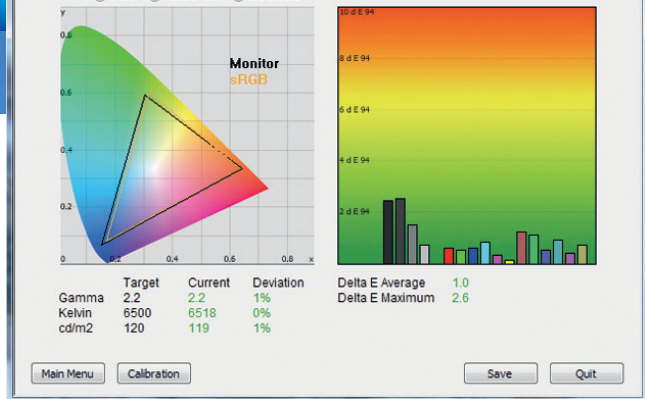 y
0.8
0.6
0.4
0.2
0
0.2 0.4 0.6 0.8 x
Monitor
sRGB
10 d E 94
8 d E 94
6 d E 94
4 d E 94
2 d E 94
Target Current Deviation
Gamma 2.2 2.2 1%
Kelvin 6500 6518 0%
cd/m2 120 119 1%
Delta E Average 1.0
Delta E Maximum 2.6
Main Menu Calibration Save Quit